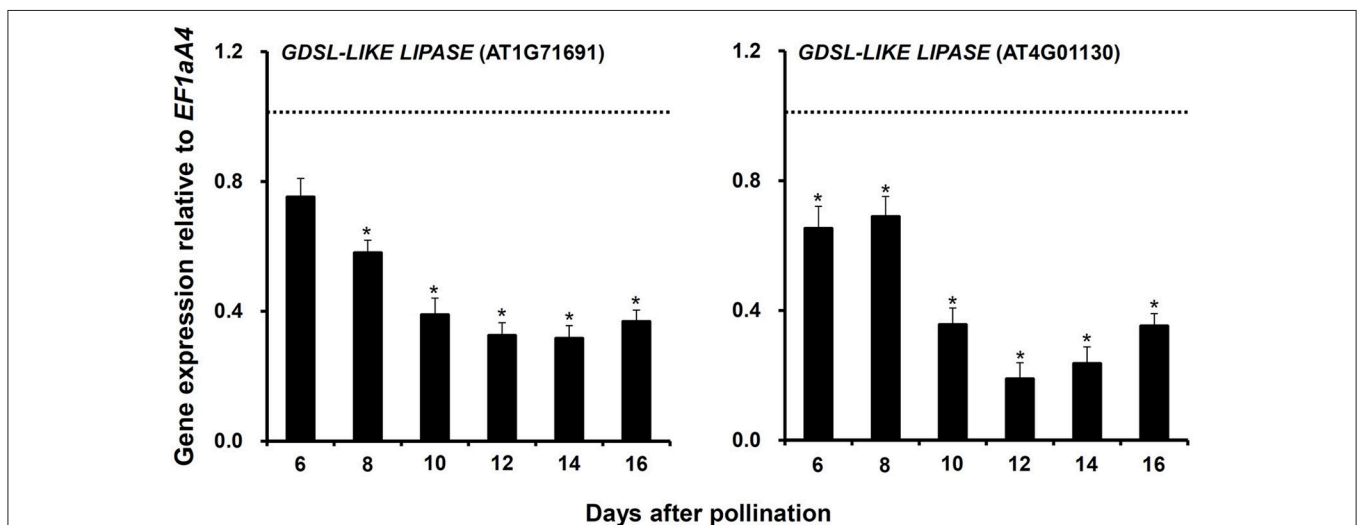 Gene expression relative to EF1aA4
GDSL-LIKE LIPASE (AT1G71691)
1.2
0.8
0.4
0.0
* * * * *
6 8 10 12 14 16
GDSL-LIKE LIPASE (AT4G01130)
1.2
0.8
0.4
0.0
* * * * * *
6 8 10 12 14 16
Days after pollination